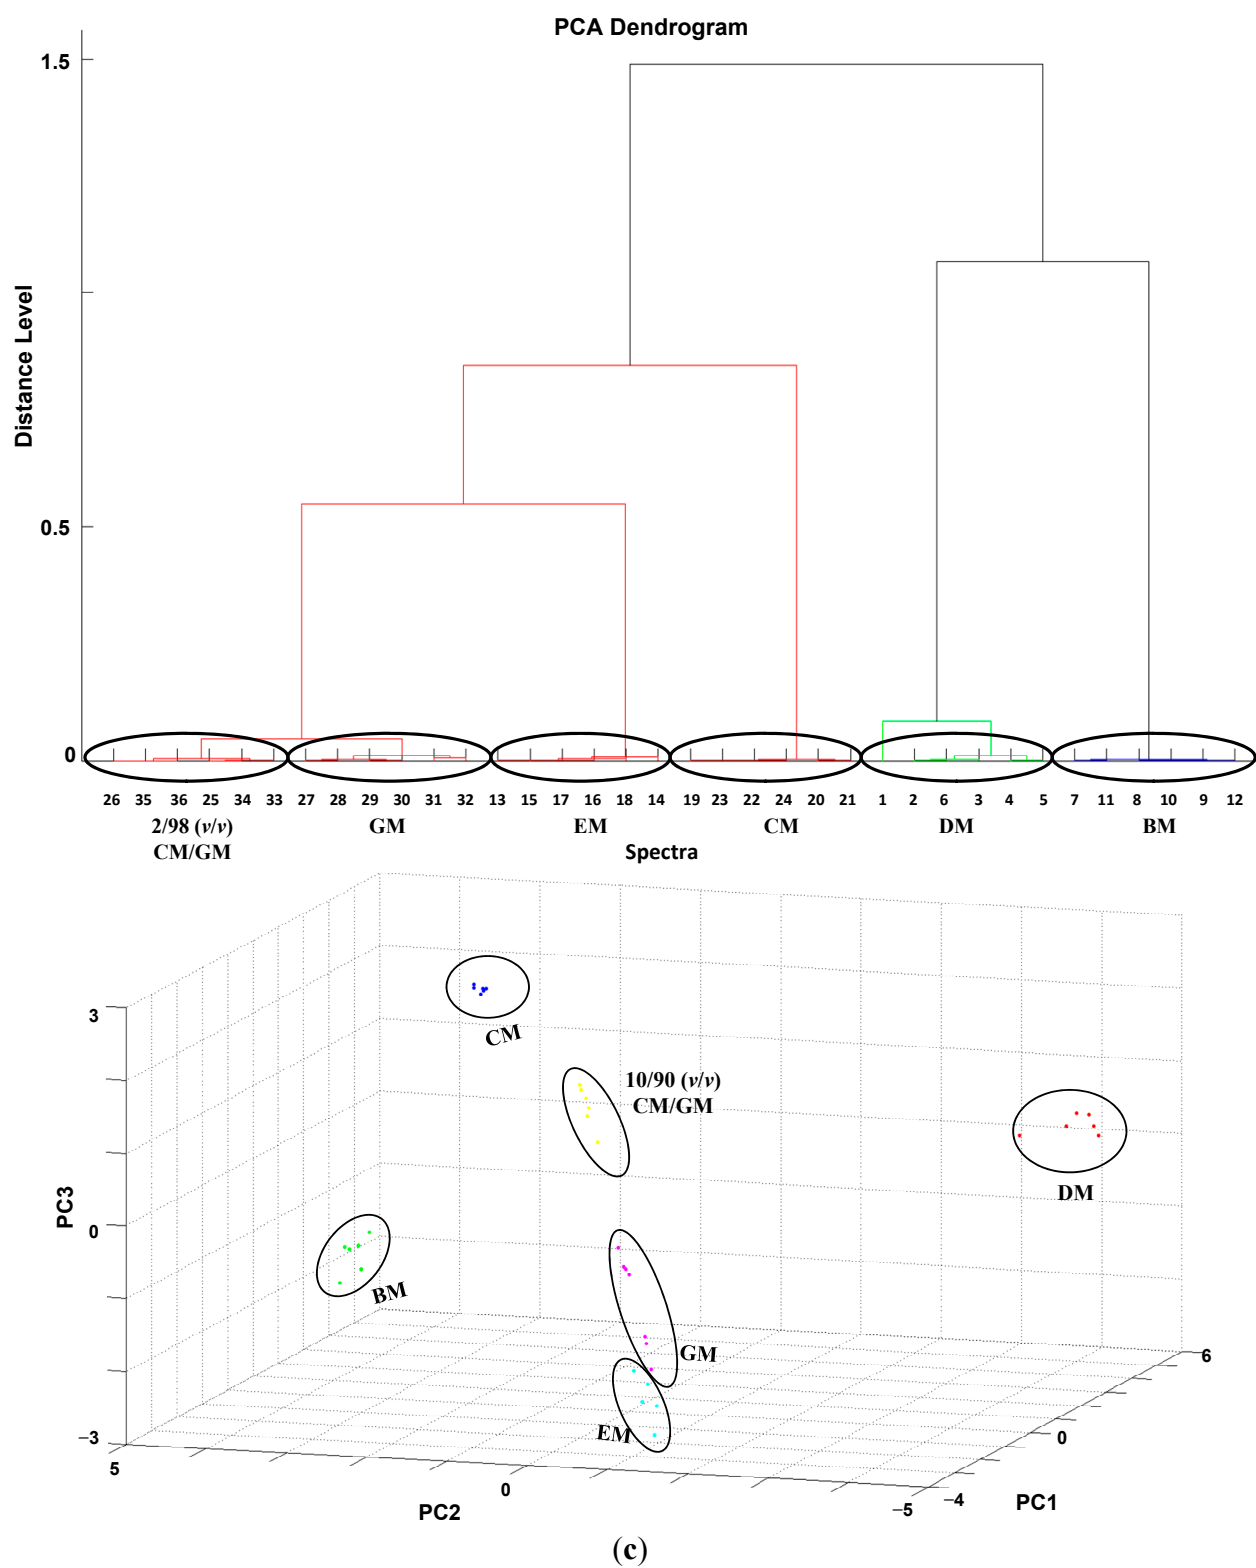 PCA Dendrogram
1.5
Distance Level
0.5
0
26 35 36 25 34 33 27 28 29 30 31 32 13 15 17 16 18 14 19 23 22 24 20 21 1 2 6 3 4 5 7 11 8 10 9 12
2/98 (v/v) GM EM CM DM BM
CM/GM
Spectra
3
CM
10/90 (v/v)
CM/GM
DM
PC3
0
BM
GM
6
EM
0
−3
5
0
PC2
−5
−4
PC1
(c)